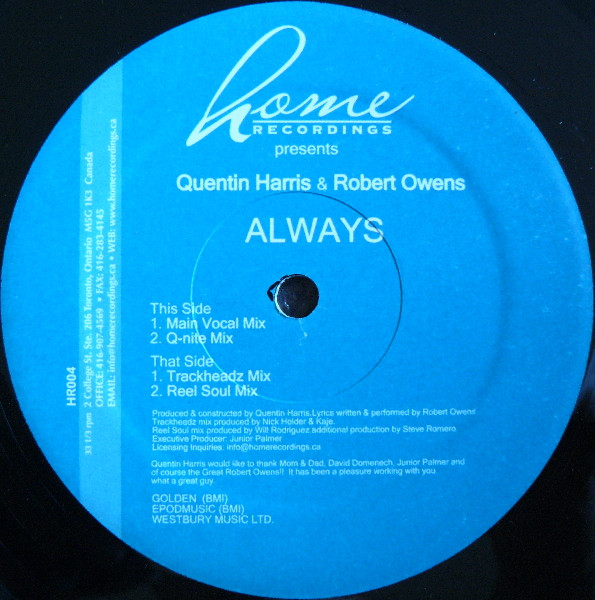 home
RECORDINGS
presents
Quentin Harris & Robert Owens
ALWAYS
This Side
1. Main Vocal Mix
2. Q-nite Mix
That Side
1. Trackheadz Mix
2. Reel Soul Mix
Produced & constructed by Quentin Harris.Lyrics written & performed by Robert Owens
Trackheadz mix produced by Nick Holder & Kaje.
Reel Soul mix produced by Will Rodriguez additional production by Steve Romero.
Executive Producer: Junior Palmer
Licensing Inquiries: info@homerecordings.ca
Quentin Harris would like to thank Mom & Dad, David Domenech, Junior Palmer and
of course the Great Robert Owens!! It has been a pleasure working with you
what a great guy.
GOLDEN (BMI)
EPODMUSIC (BMI)
WESTBURY MUSIC LTD.
HR004
33 1/3 rpm 2 College St. Ste. 206 Toronto, Ontario M5G 1K3 Canada
OFFICE: 416-907-4569 • FAX: 416-283-4145
EMAIL: info@homerecordings.ca • WEB: www.homerecordings.ca